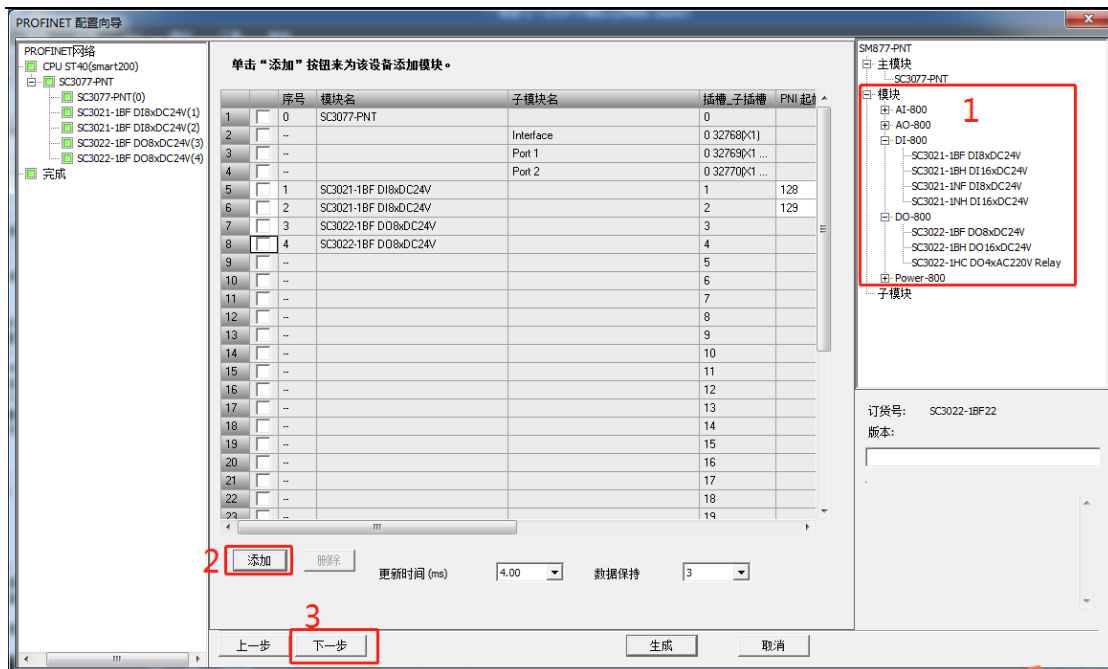 PROFINET 配置向导
PROFINET网络
CPU ST40(smart200)
SC3077-PNT
SC3077-PNT(0)
SC3021-1BF DI8xDC24V(1)
SC3021-1BF DI8xDC24V(2)
SC3022-1BF DO8xDC24V(3)
SC3022-1BF DO8xDC24V(4)
完成
单击“添加”按钮来为该设备添加模块。
序号 模块名 子模块名 插槽_子插槽 PNI 起
1 0 SC3077-PNT 0
2 -- Interface 0 32768(X1)
3 -- Port 1 0 32769(X1 ...
4 -- Port 2 0 32770(X1 ...
5 1 SC3021-1BF DI8xDC24V 1 128
6 2 SC3021-1BF DI8xDC24V 2 129
7 3 SC3022-1BF DO8xDC24V 3
8 4 SC3022-1BF DO8xDC24V 4
9 -- 5
10 -- 6
11 -- 7
12 -- 8
13 -- 9
14 -- 10
15 -- 11
16 -- 12
17 -- 13
18 -- 14
19 -- 15
20 -- 16
21 -- 17
22 -- 18
23 -- 19
2
添加
删除
更新时间 (ms)
4.00
数据保持
3
3
上一步
下一步
生成
取消
SM877-PNT
主模块
SC3077-PNT
模块
1
AI-800
AO-800
DI-800
SC3021-1BF DI8xDC24V
SC3021-1BH DI16xDC24V
SC3021-1NF DI8xDC24V
SC3021-1NH DI16xDC24V
DO-800
SC3022-1BF DO8xDC24V
SC3022-1BH DO16xDC24V
SC3022-1HC DO4xAC220V Relay
Power-800
子模块
订货号: SC3022-1BF22
版本: